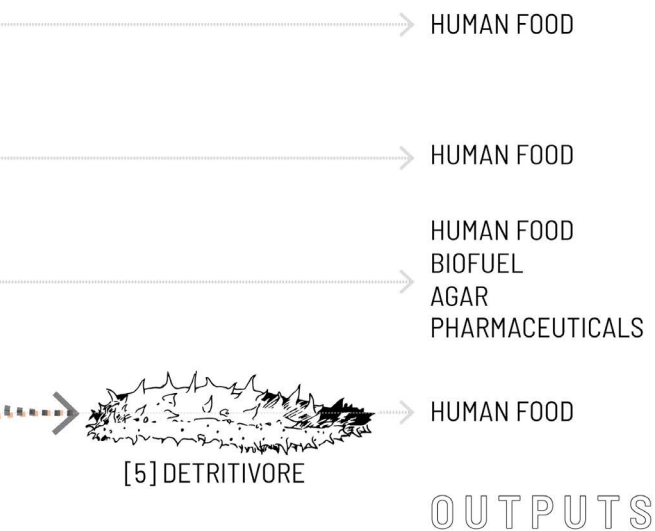 HUMAN FOOD
HUMAN FOOD
HUMAN FOOD
BIOFUEL
AGAR
PHARMACEUTICALS
HUMAN FOOD
[5] DETRITIVORE
OUTPUTS